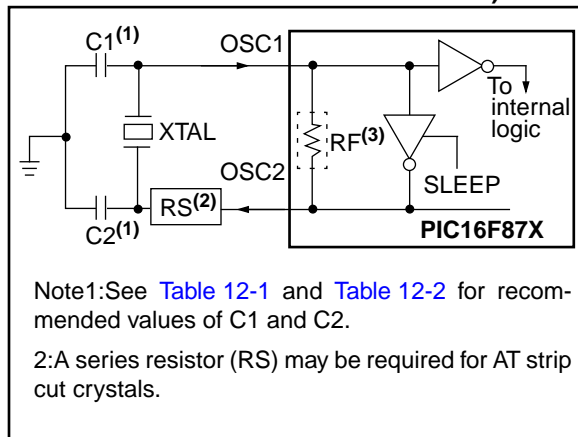 C1(1)
OSC1
To
internal
logic
XTAL
RF(3)
OSC2
SLEEP
RS(2)
C2(1)
PIC16F87X
Note1:See Table 12-1 and Table 12-2 for recom-
mended values of C1 and C2.
2:A series resistor (RS) may be required for AT strip
cut crystals.